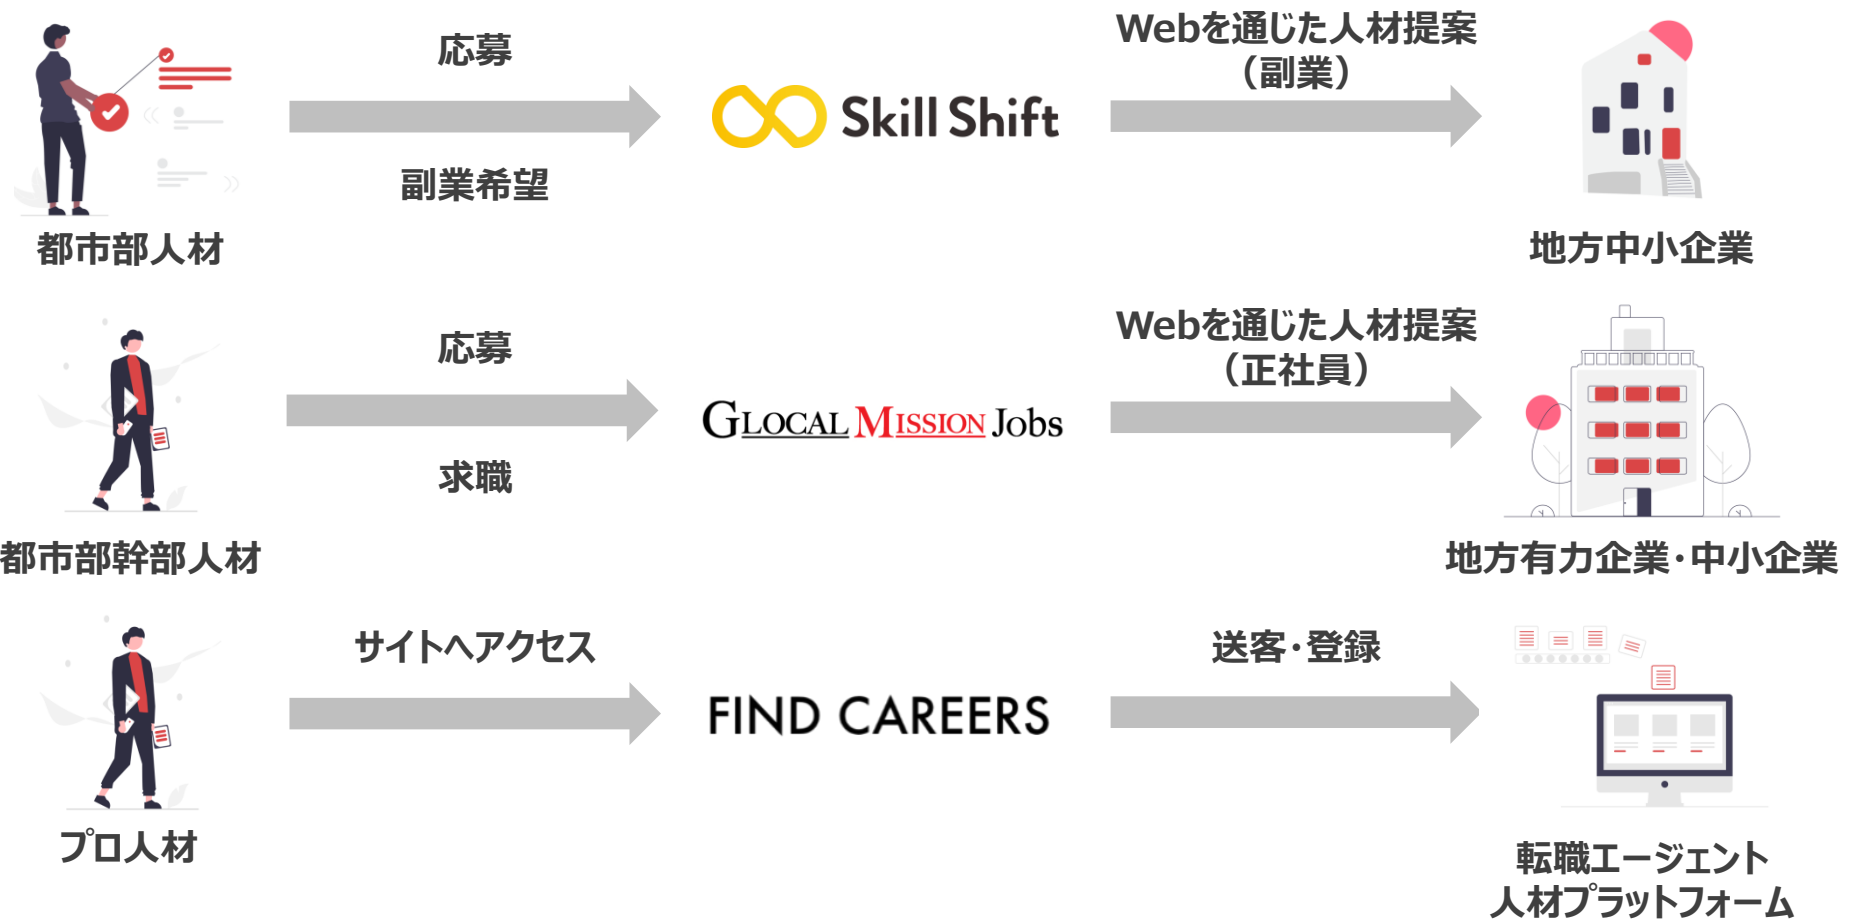 応募
Webを通じた人材提案
（副業）
Skill Shift
副業希望
都市部人材
地方中小企業
応募
Webを通じた人材提案
（正社員）
GLOCAL MISSION Jobs
求職
都市部幹部人材
地方有力企業・中小企業
サイトへアクセス
送客・登録
FIND CAREERS
プロ人材
転職エージェント
人材プラットフォーム